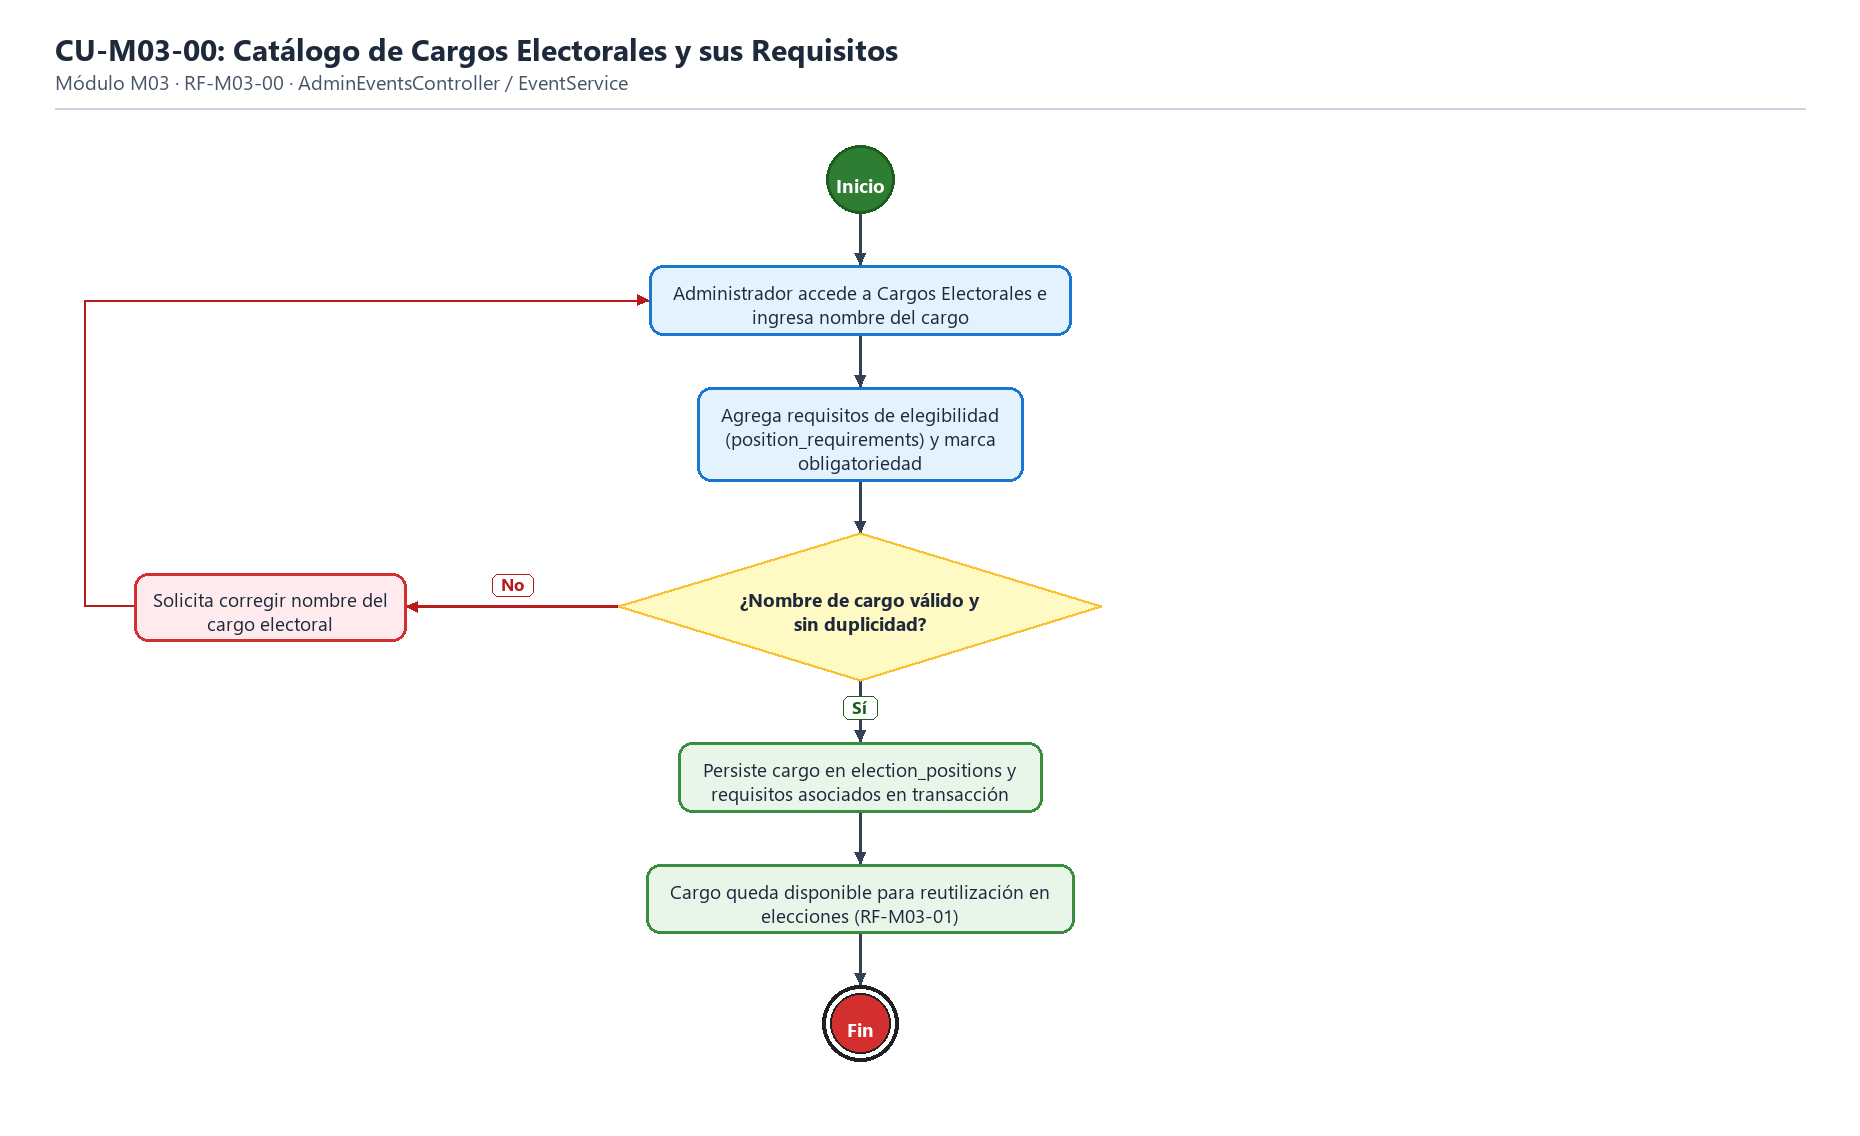 CU-M03-00: Catálogo de Cargos Electorales y sus Requisitos
Módulo M03 · RF-M03-00 · AdminEventsController / EventService
Inicio
Administrador accede a Cargos Electorales e
ingresa nombre del cargo
Agrega requisitos de elegibilidad
(position_requirements) y marca
obligatoriedad
¿Nombre de cargo válido y
sin duplicidad?
No
Solicita corregir nombre del
cargo electoral
Sí
Persiste cargo en election_positions y
requisitos asociados en transacción
Cargo queda disponible para reutilización en
elecciones (RF-M03-01)
Fin